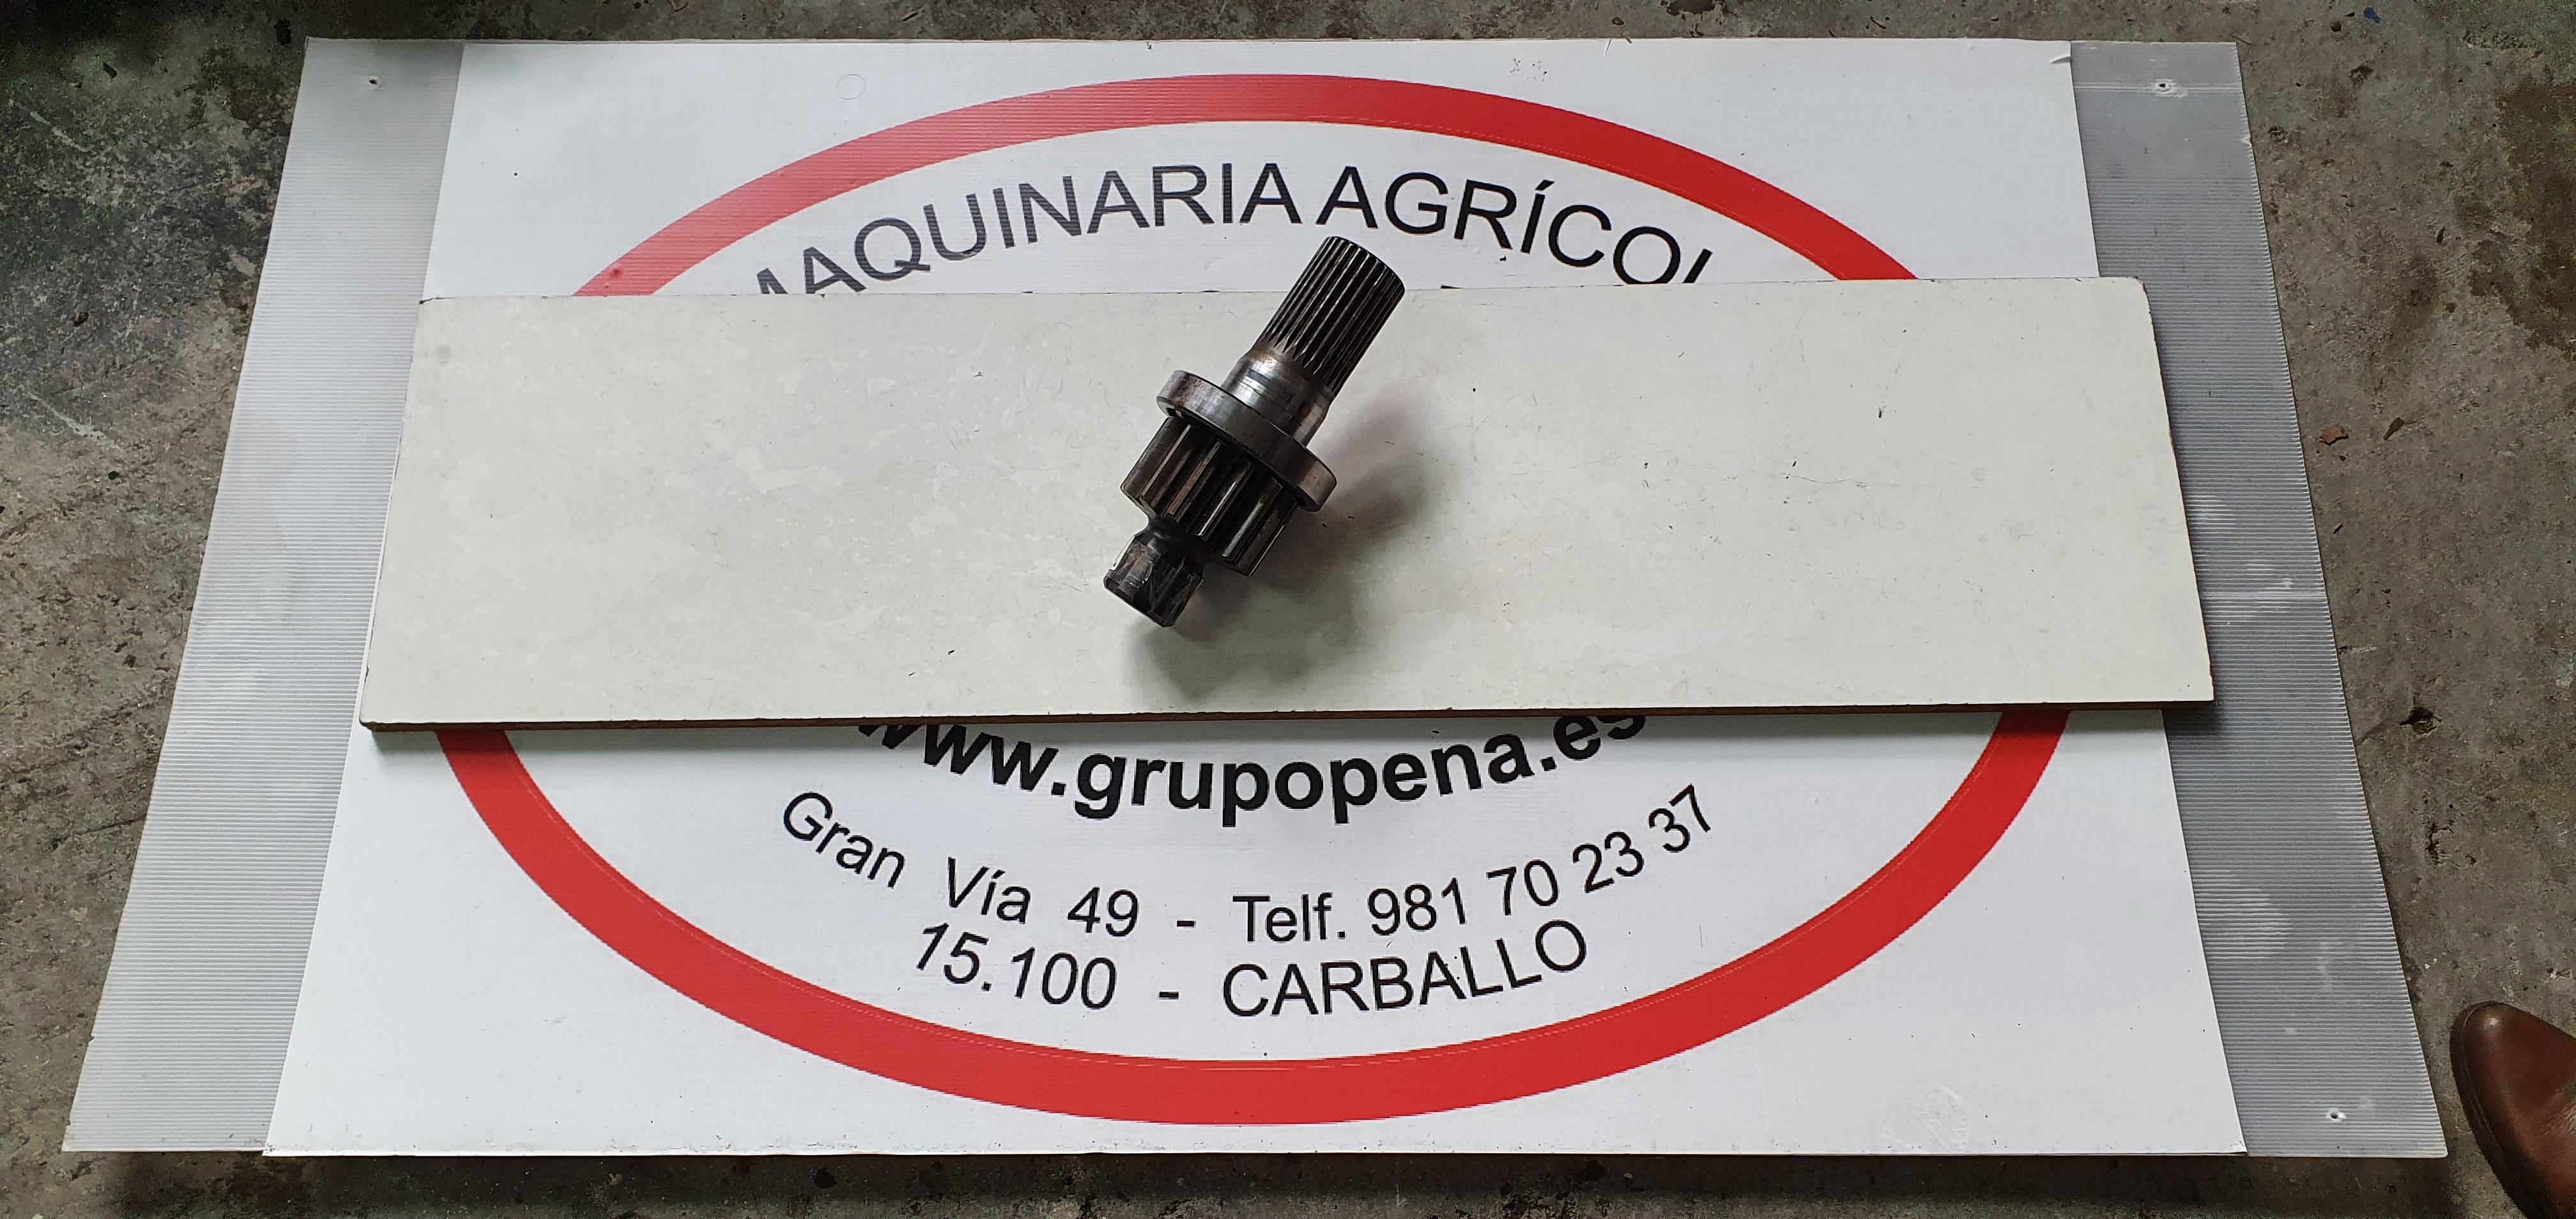 MAQUINARIA AGRÍCOL
www.grupopena.es
Gran Vía 49 - Telf. 981 70 23 37
15.100 - CARBALLO